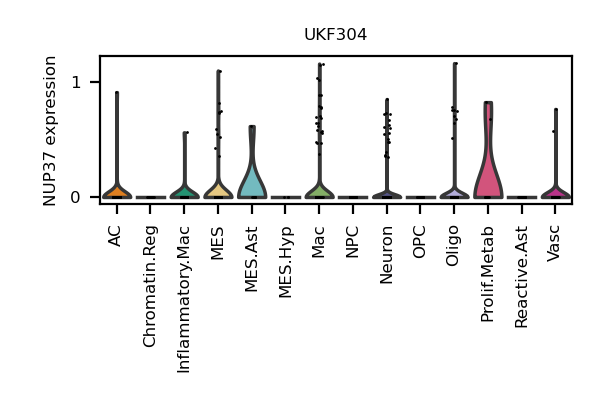 UKF304
NUP37 expression
1
0
AC
Chromatin.Reg
Inflammatory.Mac
MES
MES.Ast
MES.Hyp
Mac
NPC
Neuron
OPC
Oligo
Prolif.Metab
Reactive.Ast
Vasc